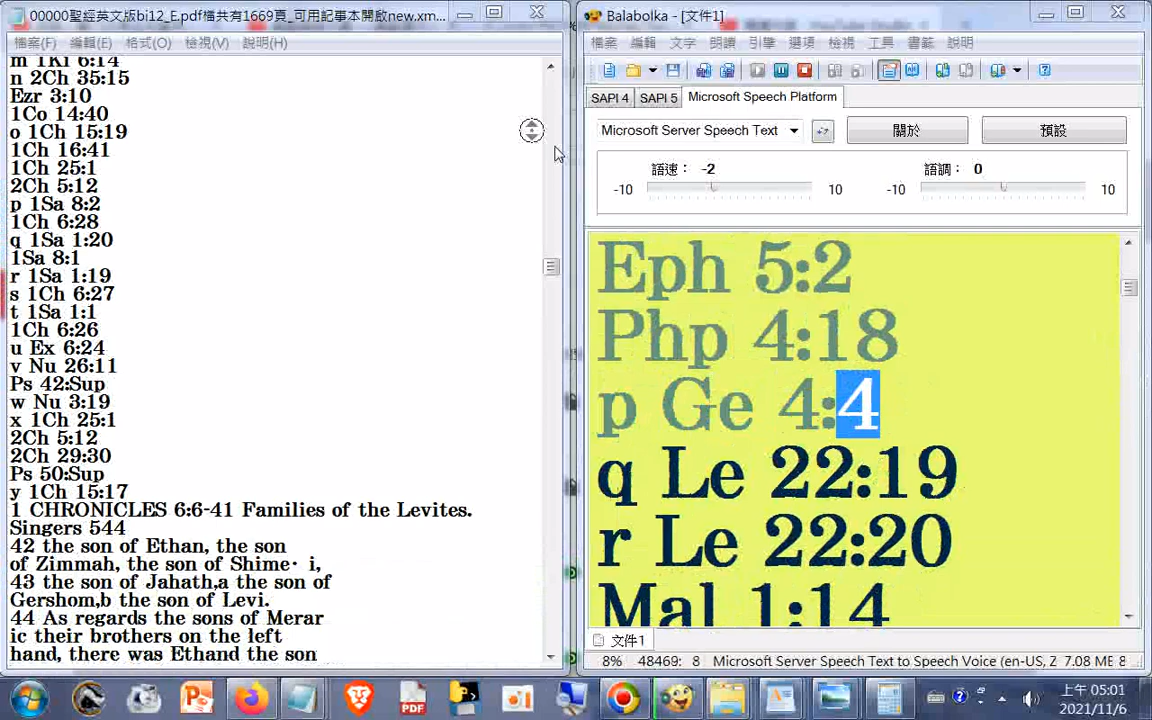 00000聖經英文版bi12_E.pdf檔共有1669頁_可用記事本開啟new.xm...
檔案(F) 編輯(E) 格式(O) 檢視(V) 說明(H)
m 1Ki 6:14
n 2Ch 35:15
Ezr 3:10
1Co 14:40
o 1Ch 15:19
1Ch 16:41
1Ch 25:1
2Ch 5:12
p 1Sa 8:2
1Ch 6:28
q 1Sa 1:20
1Sa 8:1
r 1Sa 1:19
s 1Ch 6:27
t 1Sa 1:1
1Ch 6:26
u Ex 6:24
v Nu 26:11
Ps 42:Sup
w Nu 3:19
x 1Ch 25:1
2Ch 5:12
2Ch 29:30
Ps 50:Sup
y 1Ch 15:17
1 CHRONICLES 6:6-41 Families of the Levites.
Singers 544
42 the son of Ethan, the son
of Zimmah, the son of Shime· i,
43 the son of Jahath,a the son of
Gershom,b the son of Levi.
44 As regards the sons of Merar
ic their brothers on the left
hand, there was Ethand the son
Balabolka - [文件1]
檔案 編輯 文字 朗讀 引擎 選項 檢視 工具 書籤 說明
SAPI 4 SAPI 5 Microsoft Speech Platform
Microsoft Server Speech Text 關於 預設
語速： -2 語調： 0
-10 10 -10 10
Eph 5:2
Php 4:18
p Ge 4:4
q Le 22:19
r Le 22:20
Mal 1:14
文件1
8% 48469: 8 Microsoft Server Speech Text to Speech Voice (en-US, Z 7.08 MB 8
PDF
上午 05:01
2021/11/6